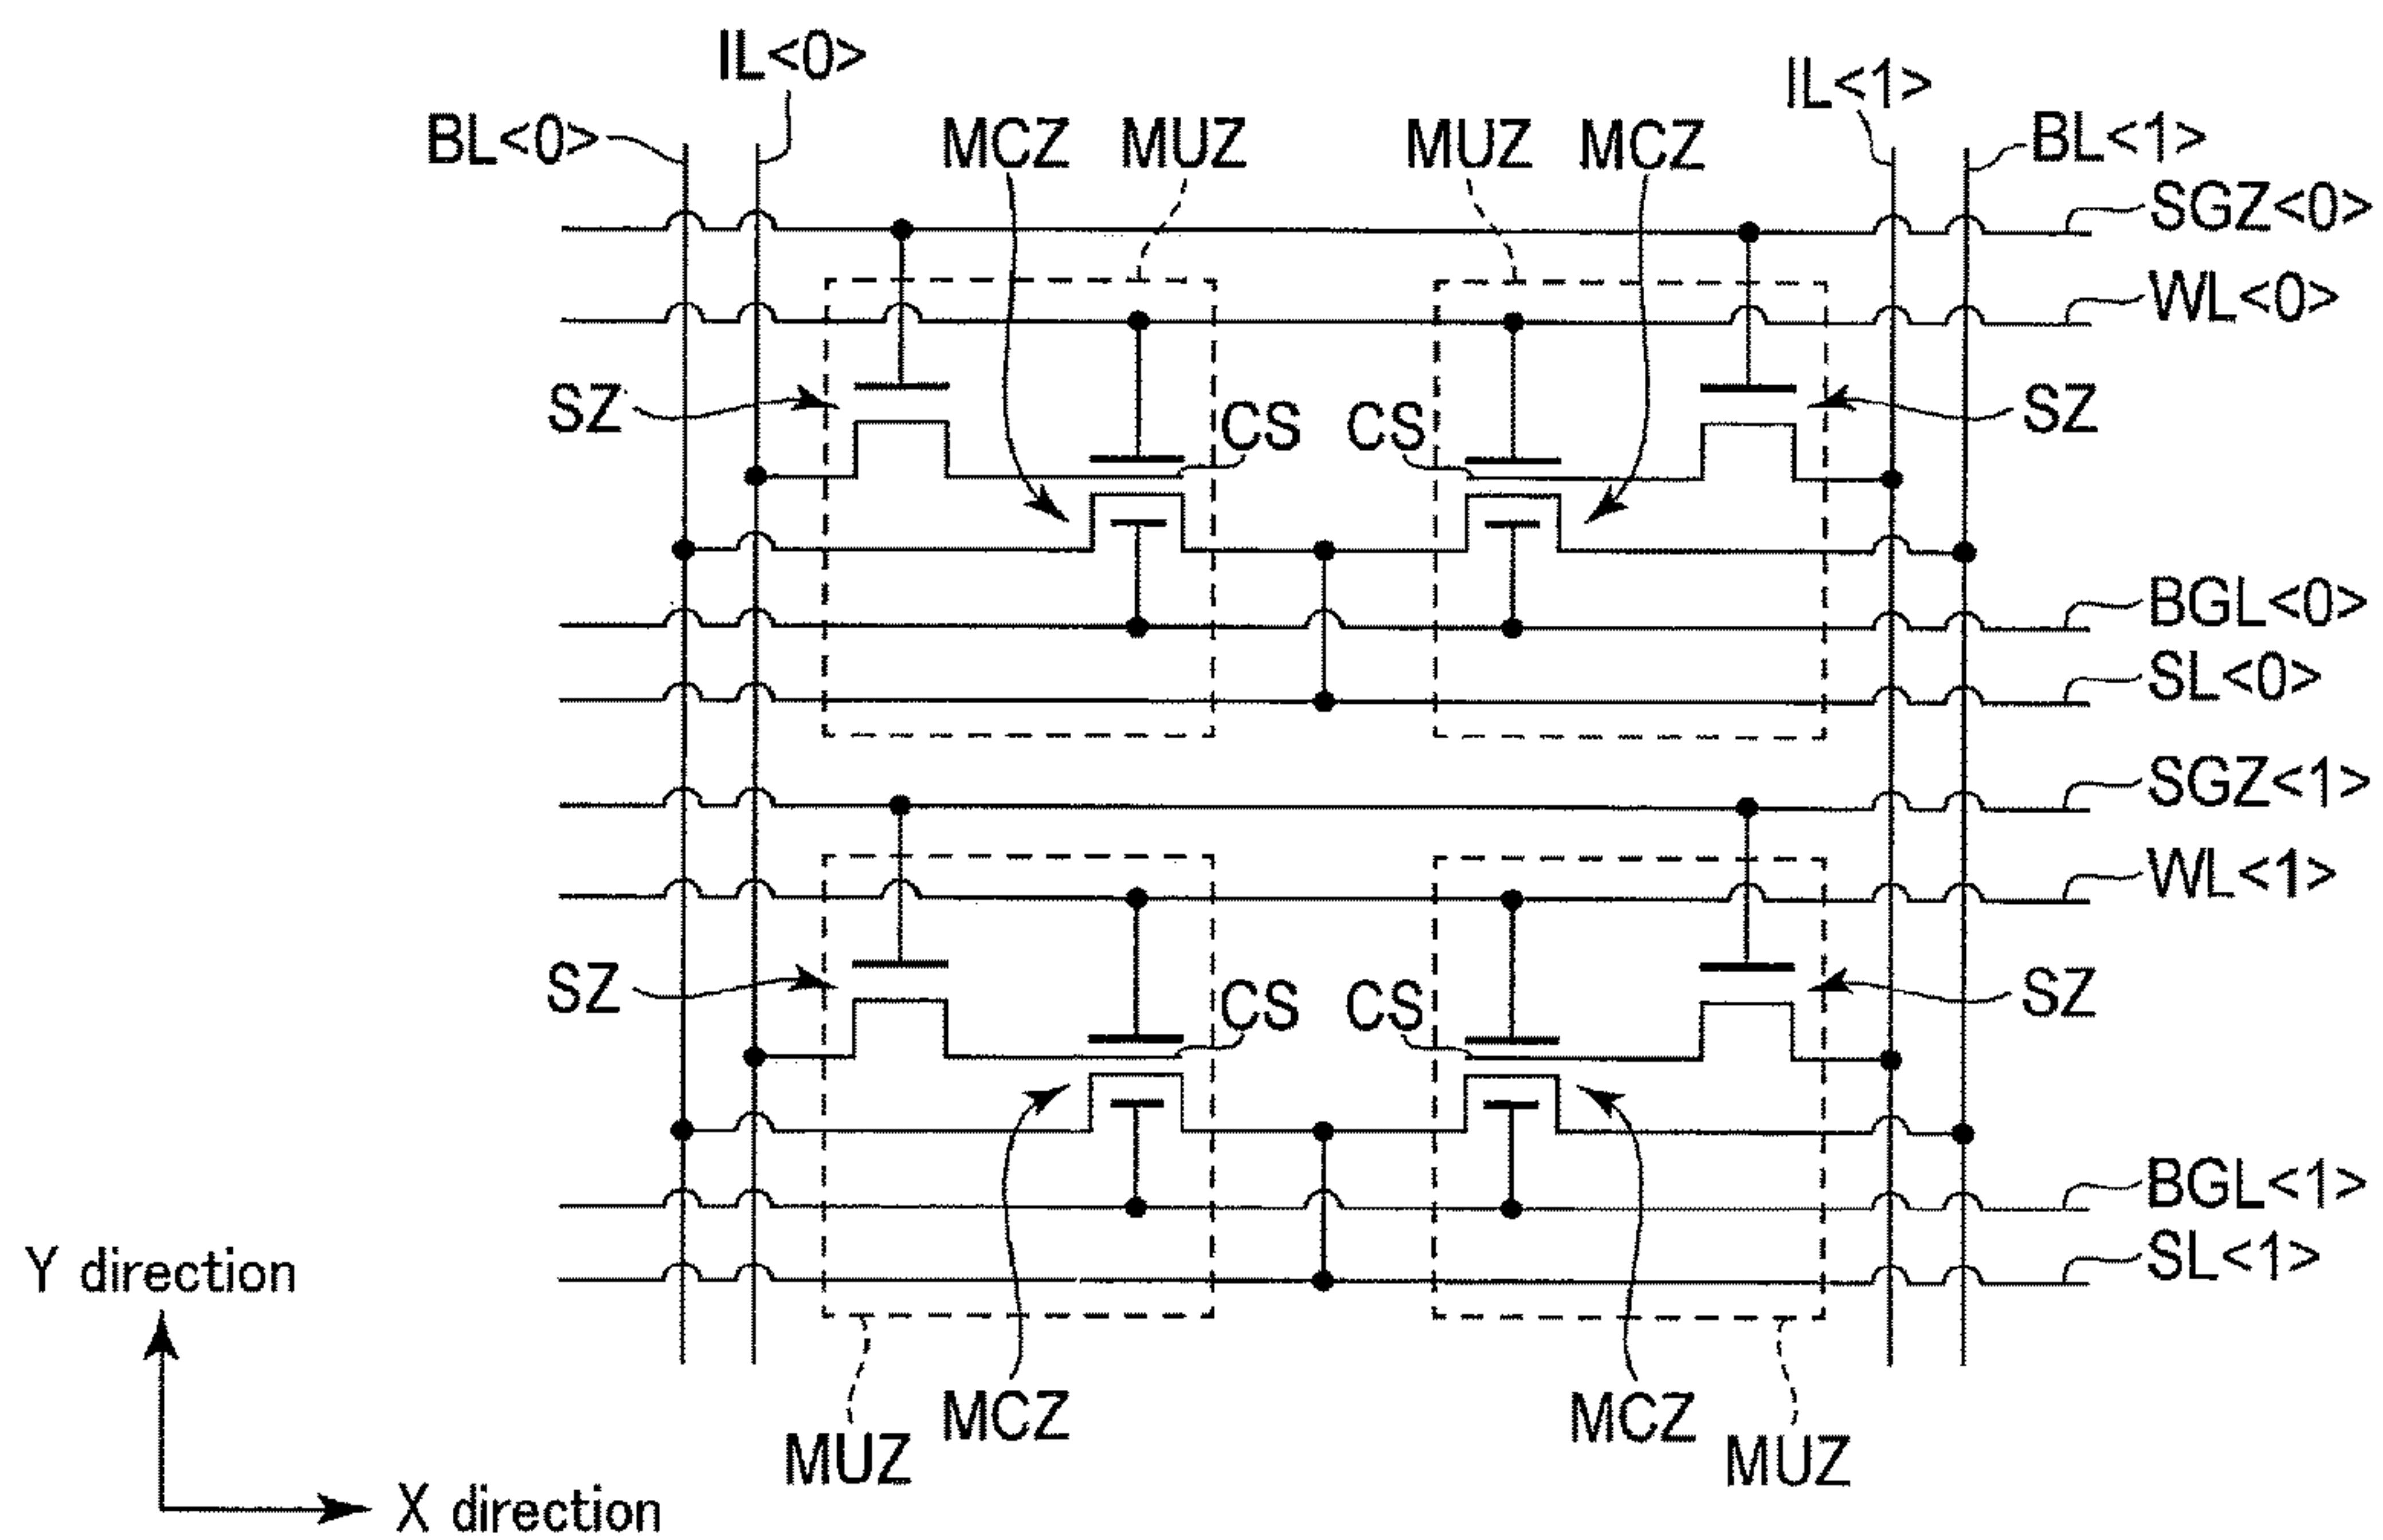 IL<0>
IL<1>
BL<0>
MCZ
MUZ
MUZ
MCZ
BL<1>
SGZ<0>
WL<0>
SZ
CS
CS
SZ
BGL<0>
SL<0>
SGZ<1>
WL<1>
SZ
CS
CS
SZ
BGL<1>
SL<1>
MCZ
MCZ
MUZ
MUZ
Y direction
X direction